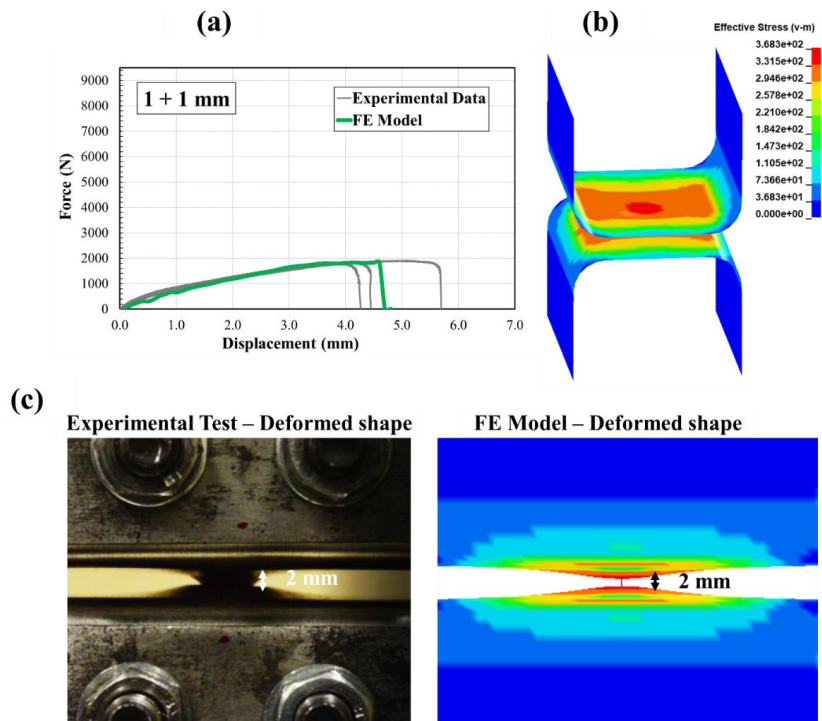 (a)
(b)
Effective Stress (v-m)
3.683e+02
3.315e+02
2.946e+02
2.578e+02
2.210e+02
1.842e+02
1.473e+02
1.105e+02
7.366e+01
3.683e+01
0.000e+00
1 + 1 mm
Experimental Data
FE Model
Force (N)
9000
8000
7000
6000
5000
4000
3000
2000
1000
0
0.0 1.0 2.0 3.0 4.0 5.0 6.0 7.0
Displacement (mm)
(c)
Experimental Test – Deformed shape
FE Model – Deformed shape
2 mm
2 mm